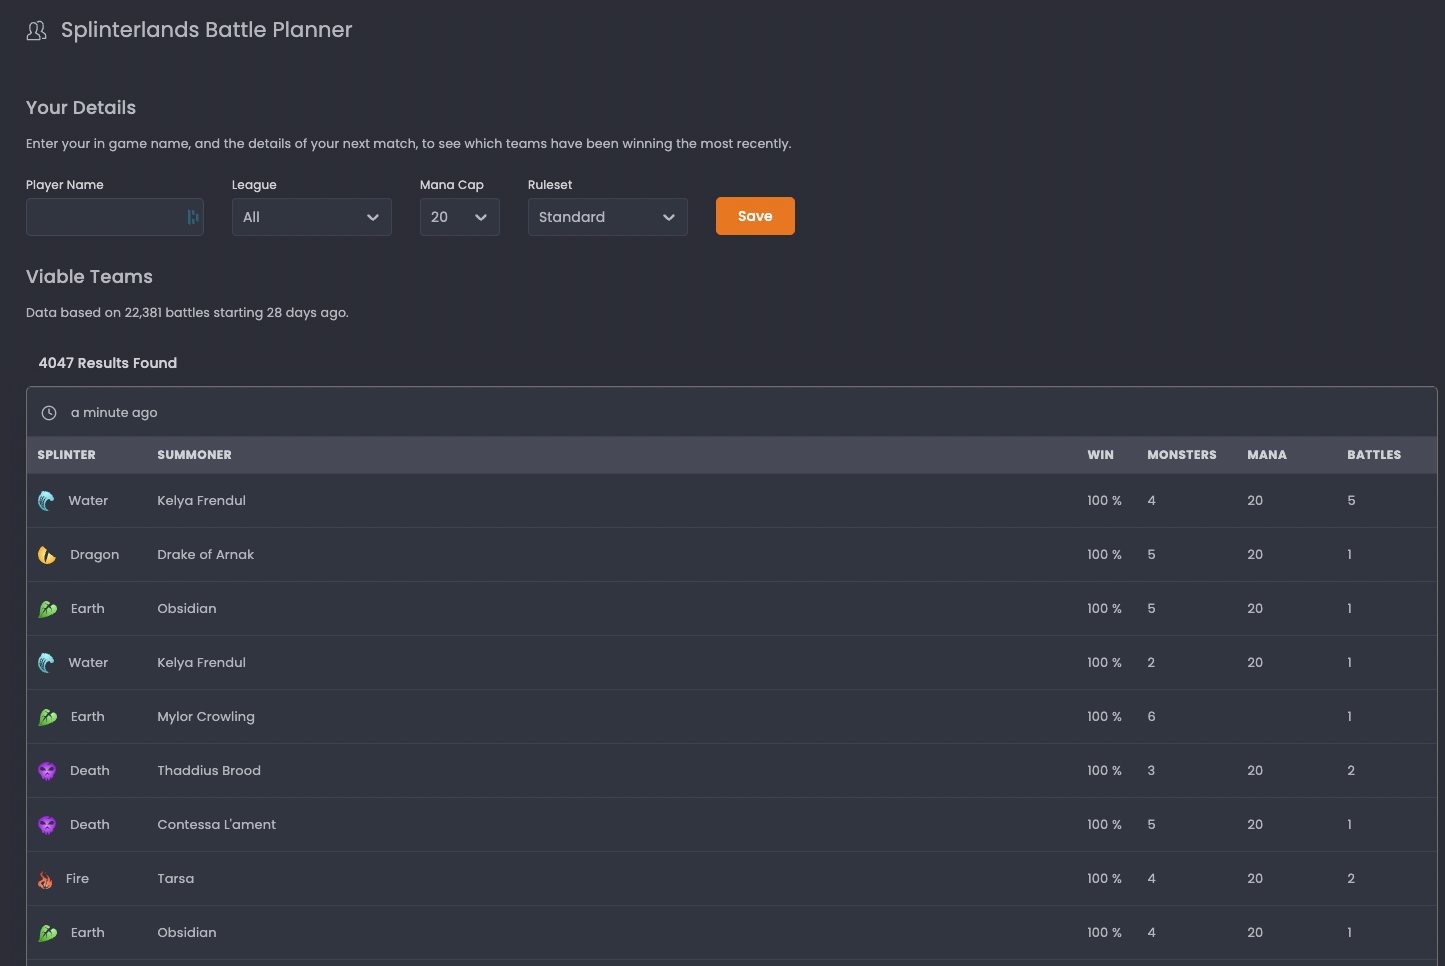 Splinterlands Battle Planner
Your Details
Enter your in game name, and the details of your next match, to see which teams have been winning the most recently.
Player Name League Mana Cap Ruleset
All 20 Standard Save
Viable Teams
Data based on 22,381 battles starting 28 days ago.
4047 Results Found
a minute ago
SPLINTER SUMMONER WIN MONSTERS MANA BATTLES
Water Kelya Frendul 100 % 4 20 5
Dragon Drake of Arnak 100 % 5 20 1
Earth Obsidian 100 % 5 20 1
Water Kelya Frendul 100 % 2 20 1
Earth Mylor Crowling 100 % 6 1
Death Thaddius Brood 100 % 3 20 2
Death Contessa L'ament 100 % 5 20 1
Fire Tarsa 100 % 4 20 2
Earth Obsidian 100 % 4 20 1